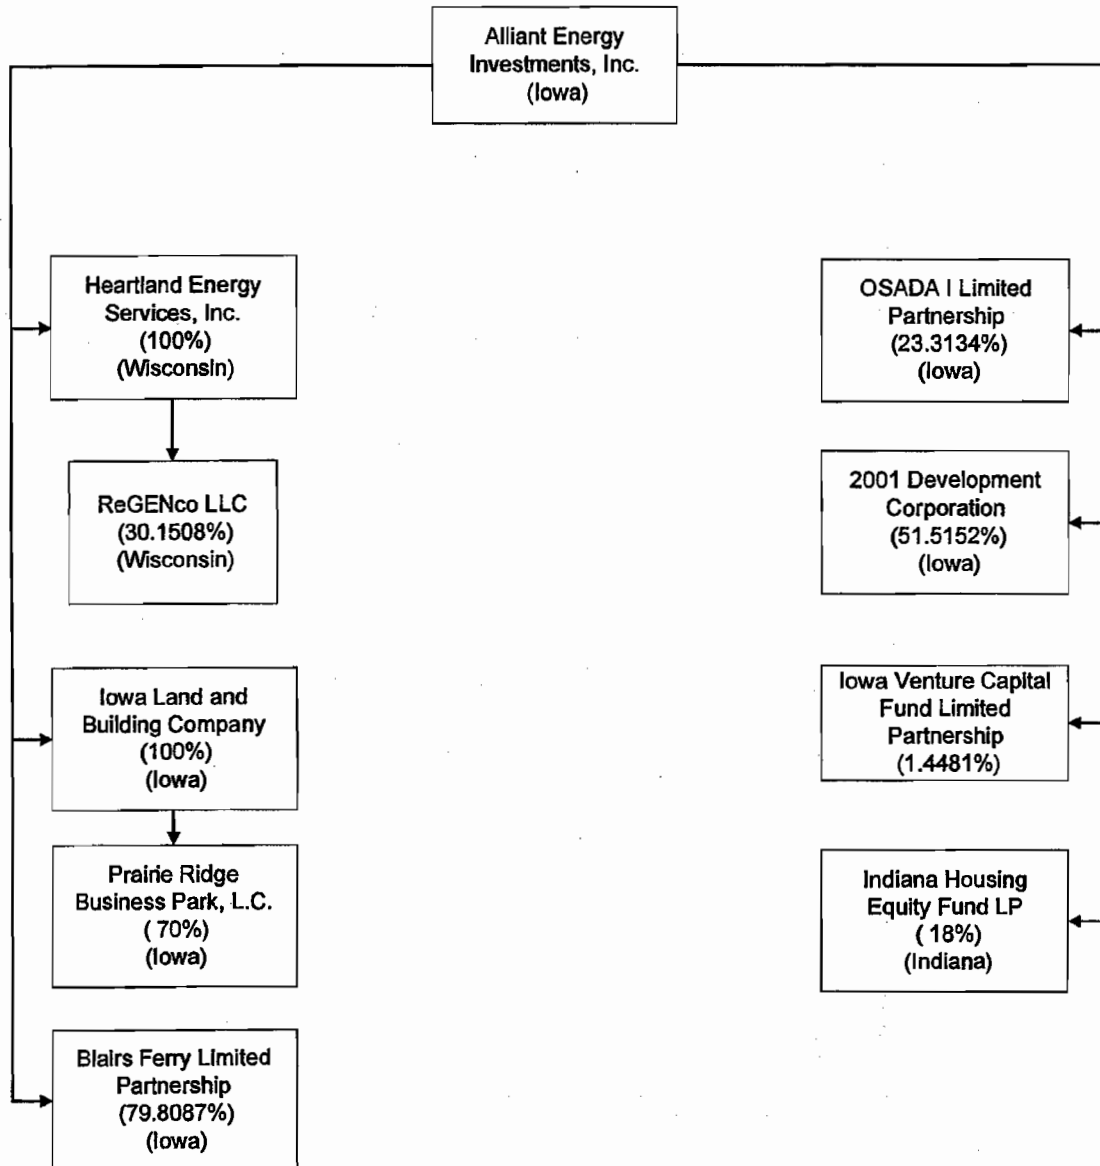 Alliant Energy
Investments, Inc.
(Iowa)
Heartland Energy
Services, Inc.
(100%)
(Wisconsin)
ReGENco LLC
(30.1508%)
(Wisconsin)
Iowa Land and
Building Company
(100%)
(Iowa)
Prairie Ridge
Business Park, L.C.
( 70%)
(Iowa)
Blairs Ferry Limited
Partnership
(79.8087%)
(Iowa)
OSADA I Limited
Partnership
(23.3134%)
(Iowa)
2001 Development
Corporation
(51.5152%)
(Iowa)
Iowa Venture Capital
Fund Limited
Partnership
(1.4481%)
Indiana Housing
Equity Fund LP
( 18%)
(Indiana)